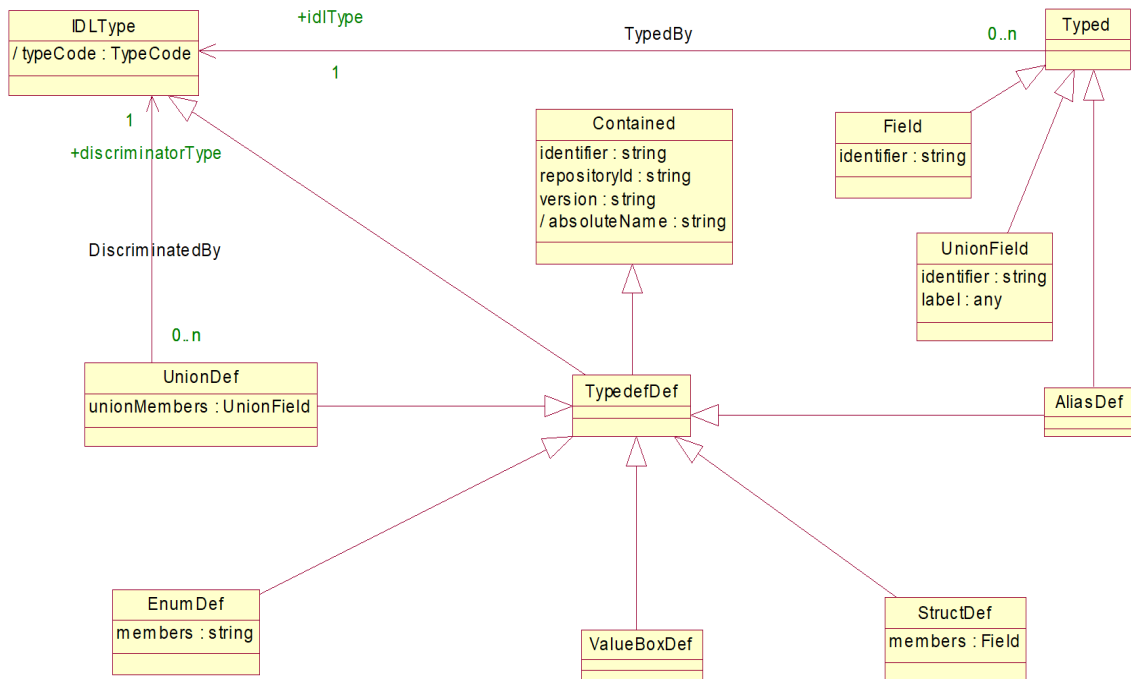 IDLType
/ typeCode : TypeCode
+idlType
1
TypedBy
0..n
Typed
1
+discriminatorType
DiscriminatedBy
0..n
Contained
identifier : string
repositoryId : string
version : string
/ absoluteName : string
Field
identifier : string
UnionField
identifier : string
label : any
UnionDef
unionMembers : UnionField
TypedefDef
AliasDef
EnumDef
members : string
ValueBoxDef
StructDef
members : Field